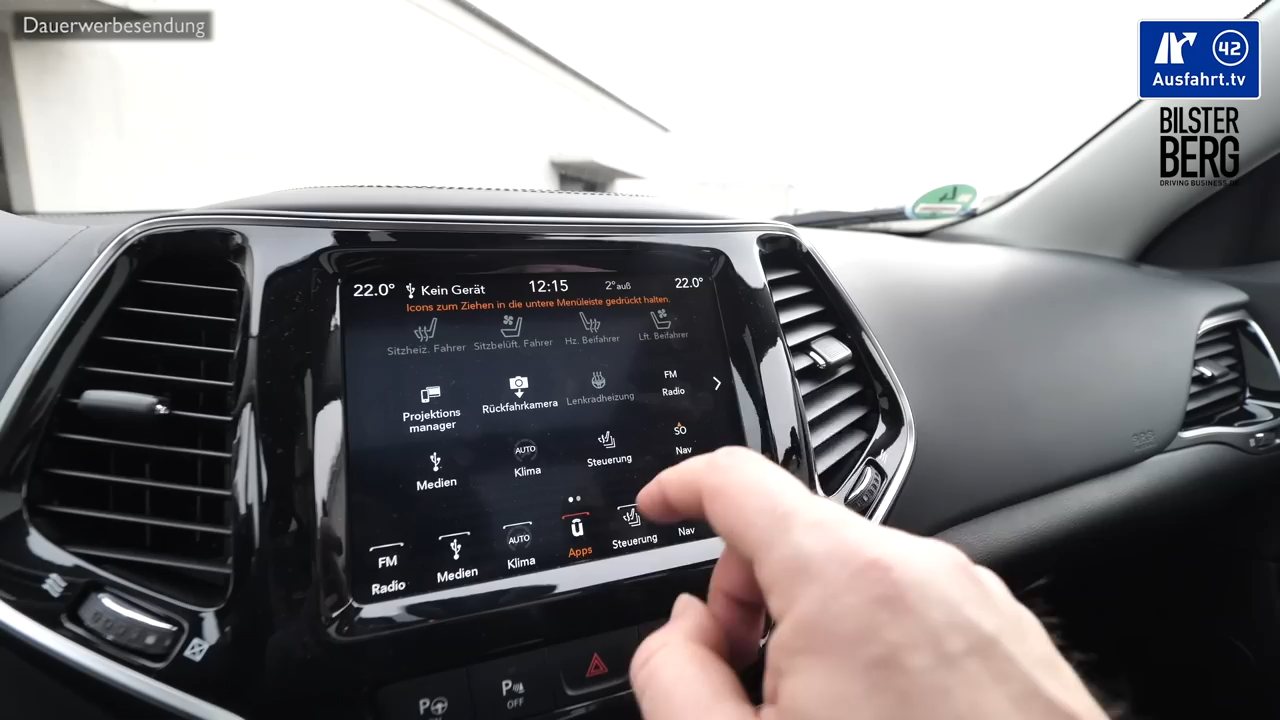 Dauerwerbesendung
42
Ausfahrt.tv
BILSTER
BERG
22.0° Kein Gerät 12:15 2° auß 22.0°
Icons zum Ziehen in die untere Menüleiste gedrückt halten.
Sitzheiz. Fahrer Sitzbelüft. Fahrer Hz. Beifahrer Lft. Beifahrer
Projektions
manager
Rückfahrkamera
Lenkradheizung
FM
Radio
Medien
AUTO
Klima
Steuerung
SO
Nav
FM
Radio
Medien
AUTO
Klima
Apps
Steuerung
Nav
P
OFF